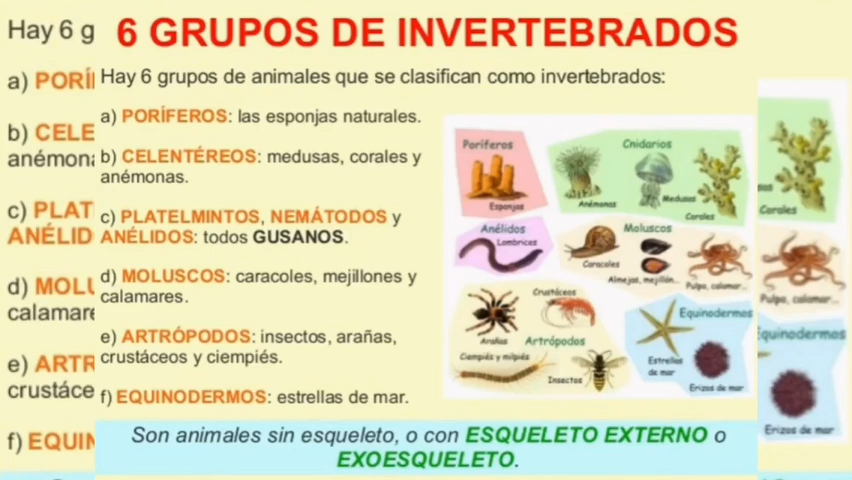 6 GRUPOS DE INVERTEBRADOS
Hay 6 grupos de animales que se clasifican como invertebrados:
a) PORÍFEROS: las esponjas naturales.
b) CELENTÉREOS: medusas, corales y
anémonas.
c) PLATELMINTOS, NEMÁTODOS y
ANÉLIDOS: todos GUSANOS.
d) MOLUSCOS: caracoles, mejillones y
calamares.
e) ARTRÓPODOS: insectos, arañas,
crustáceos y ciempiés.
f) EQUINODERMOS: estrellas de mar.
Poríferos
Esponjas
Cnidarios
Anémonas
Medusas
Corales
Anélidos
Lombrices
Moluscos
Caracoles
Almejas, mejillón...
Pulpo, calamar...
Crustáceos
Arañas
Artrópodos
Ciempiés y milpiés
Insectos
Equinodermos
Estrellas
de mar
Erizos de mar
Son animales sin esqueleto, o con ESQUELETO EXTERNO o
EXOESQUELETO.
Hay 6 g
a) PORÍ
b) CELE
anémon
c) PLAT
ANÉLID
d) MOLU
calamar
e) ARTR
crustáce
f) EQUIN
Corales
Pulpo, calamar...
quinodermos
Erizos de mar